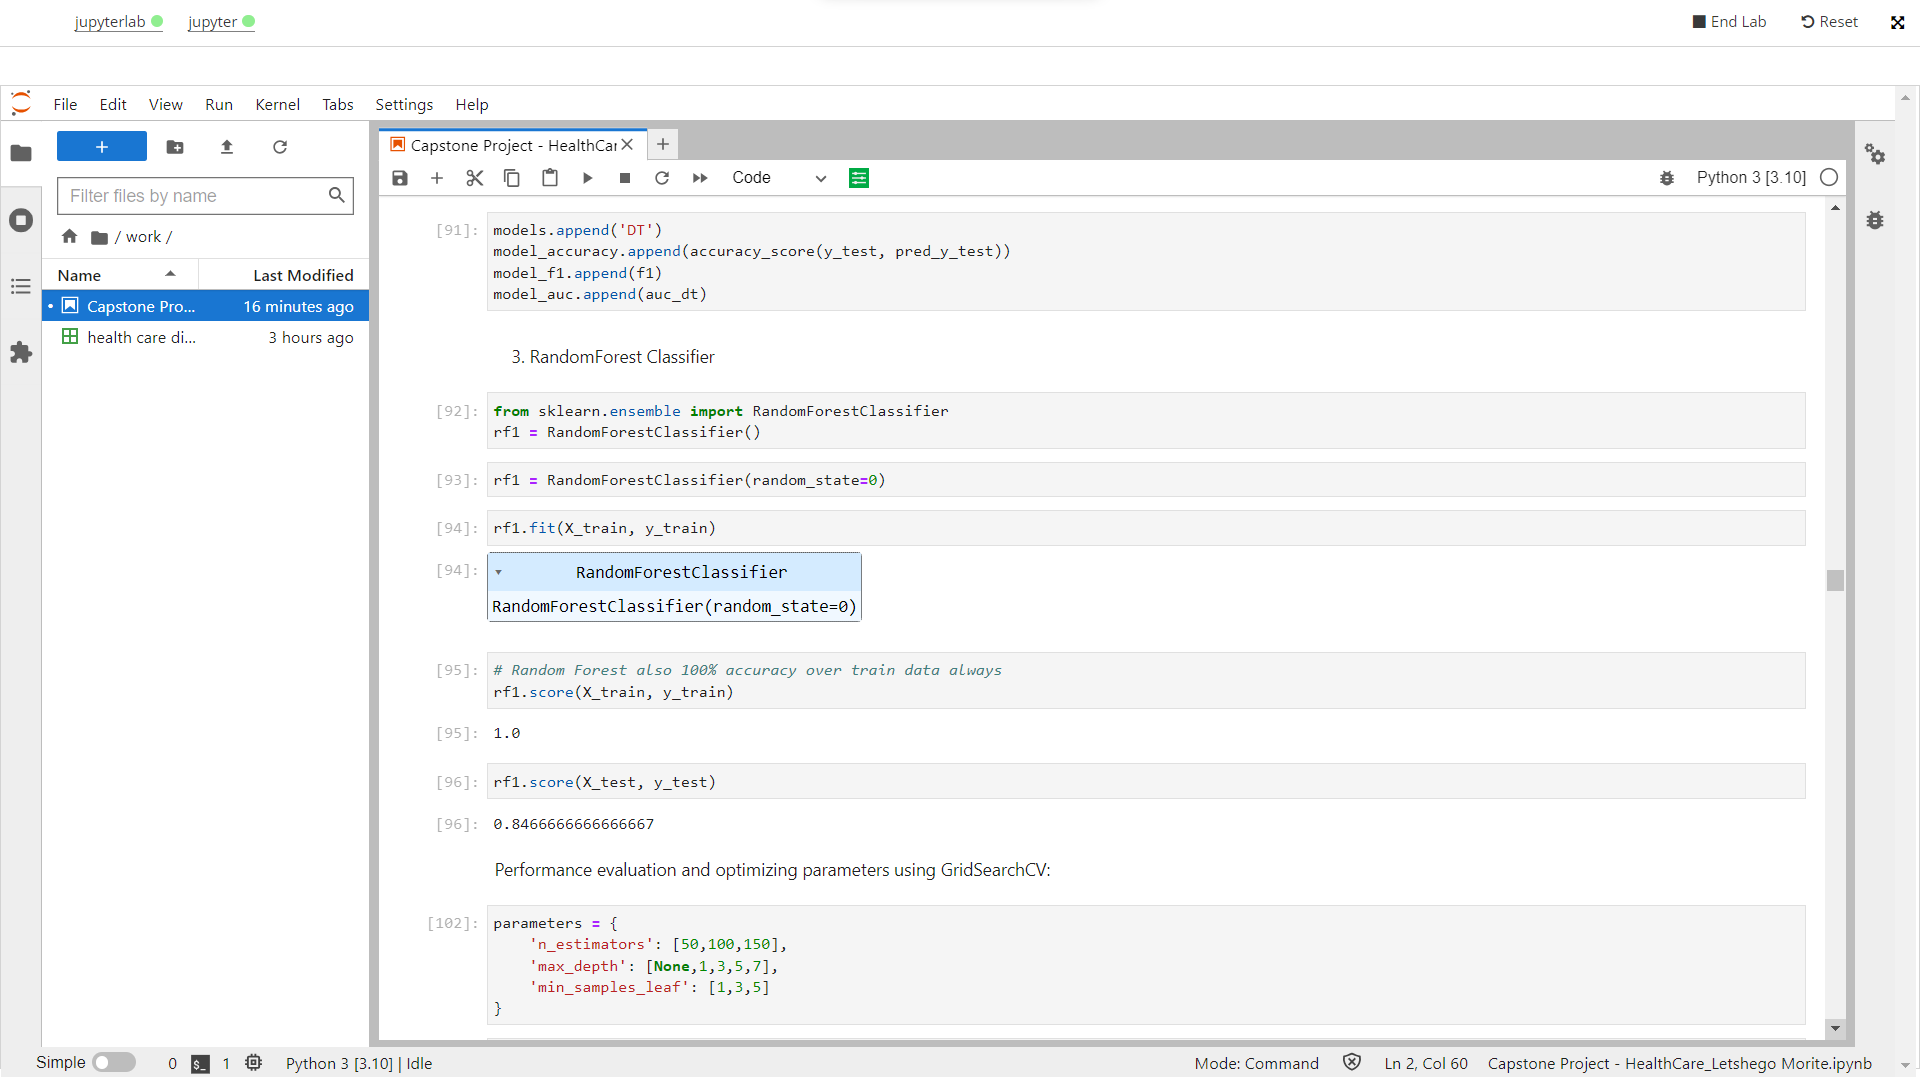 jupyterlab
jupyter
End Lab
Reset
File Edit View Run Kernel Tabs Settings Help
Filter files by name
/ work /
Name Last Modified
Capstone Pro... 16 minutes ago
health care di... 3 hours ago
Capstone Project - HealthCar
Code
Python 3 [3.10]
[91]: models.append('DT')
model_accuracy.append(accuracy_score(y_test, pred_y_test))
model_f1.append(f1)
model_auc.append(auc_dt)
3. RandomForest Classifier
[92]: from sklearn.ensemble import RandomForestClassifier
rf1 = RandomForestClassifier()
[93]: rf1 = RandomForestClassifier(random_state=0)
[94]: rf1.fit(X_train, y_train)
[94]: RandomForestClassifier
RandomForestClassifier(random_state=0)
[95]: # Random Forest also 100% accuracy over train data always
rf1.score(X_train, y_train)
[95]: 1.0
[96]: rf1.score(X_test, y_test)
[96]: 0.8466666666666667
Performance evaluation and optimizing parameters using GridSearchCV:
[102]: parameters = {
'n_estimators': [50,100,150],
'max_depth': [None,1,3,5,7],
'min_samples_leaf': [1,3,5]
}
Simple 0 1 Python 3 [3.10] | Idle
Mode: Command Ln 2, Col 60 Capstone Project - HealthCare_Letshego Morite.ipynb